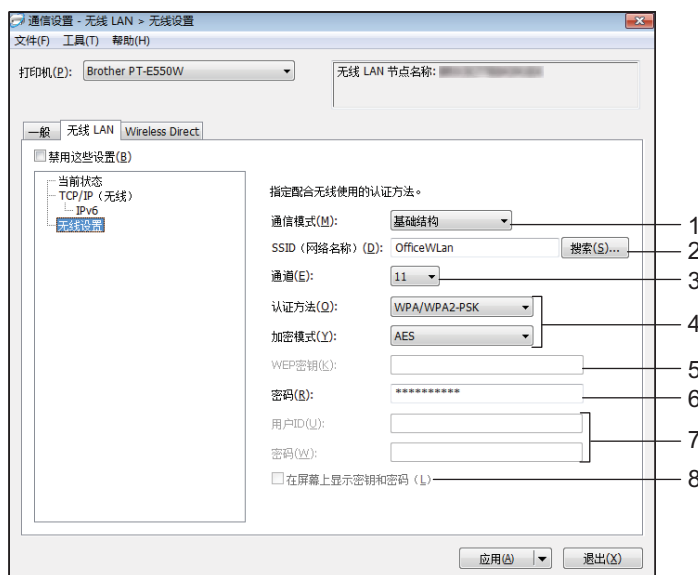 通信设置 - 无线 LAN > 无线设置
文件(F) 工具(T) 帮助(H)
打印机(P): Brother PT-E550W
无线 LAN 节点名称:
一般 无线 LAN Wireless Direct
禁用这些设置(B)
当前状态
TCP/IP（无线）
IPv6
无线设置
指定配合无线使用的认证方法。
通信模式(M): 基础结构 1
SSID（网络名称）(D): OfficeWLan 搜索(S)... 2
通道(E): 11 3
认证方法(O): WPA/WPA2-PSK
4
加密模式(Y): AES
WEP密钥(K): 5
密码(R): ********** 6
用户ID(U):
7
密码(W):
在屏幕上显示密钥和密码（L） 8
应用(A) 退出(X)